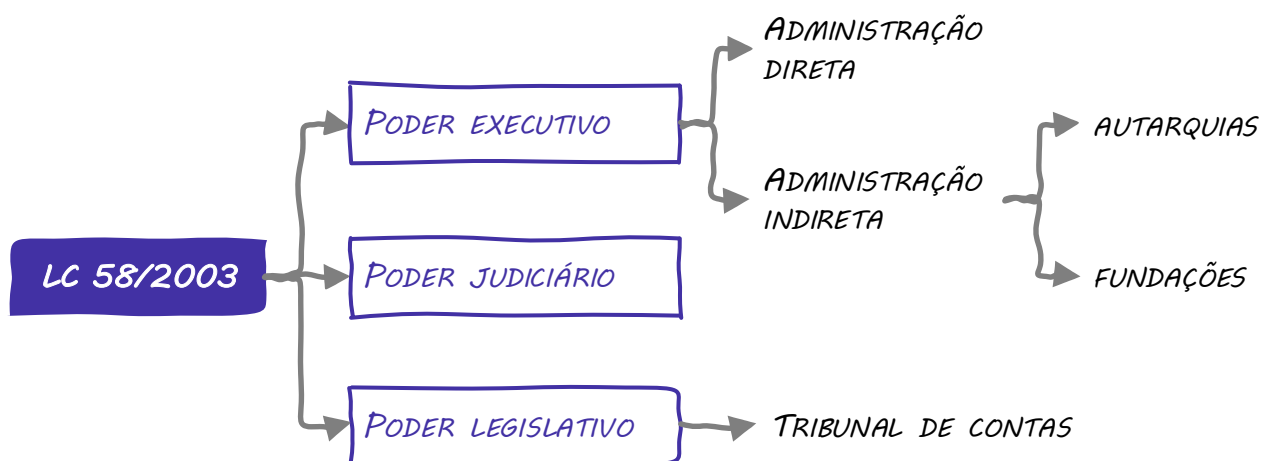 ADMINISTRAÇÃO
DIRETA
PODER EXECUTIVO
AUTARQUIAS
ADMINISTRAÇÃO
INDIRETA
LC 58/2003
PODER JUDICIÁRIO
FUNDAÇÕES
PODER LEGISLATIVO
TRIBUNAL DE CONTAS